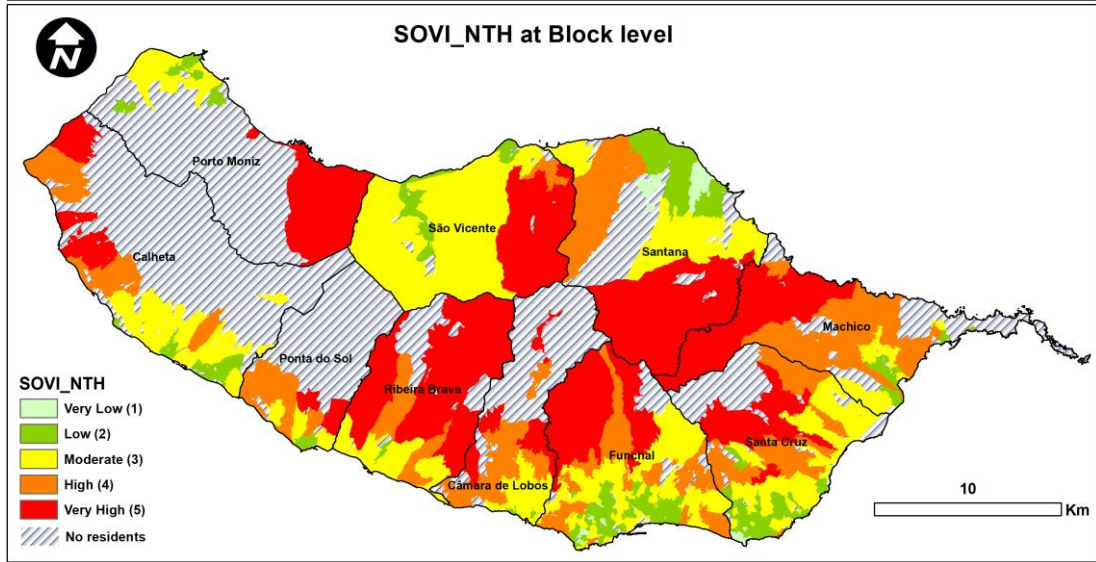 SOVI_NTH at Block level
N
Porto Moniz
São Vicente
Santana
Calheta
Machico
Ponta do Sol
Ribeira Brava
Santa Cruz
Funchal
Câmara de Lobos
SOVI_NTH
Very Low (1)
Low (2)
Moderate (3)
High (4)
Very High (5)
No residents
10
Km